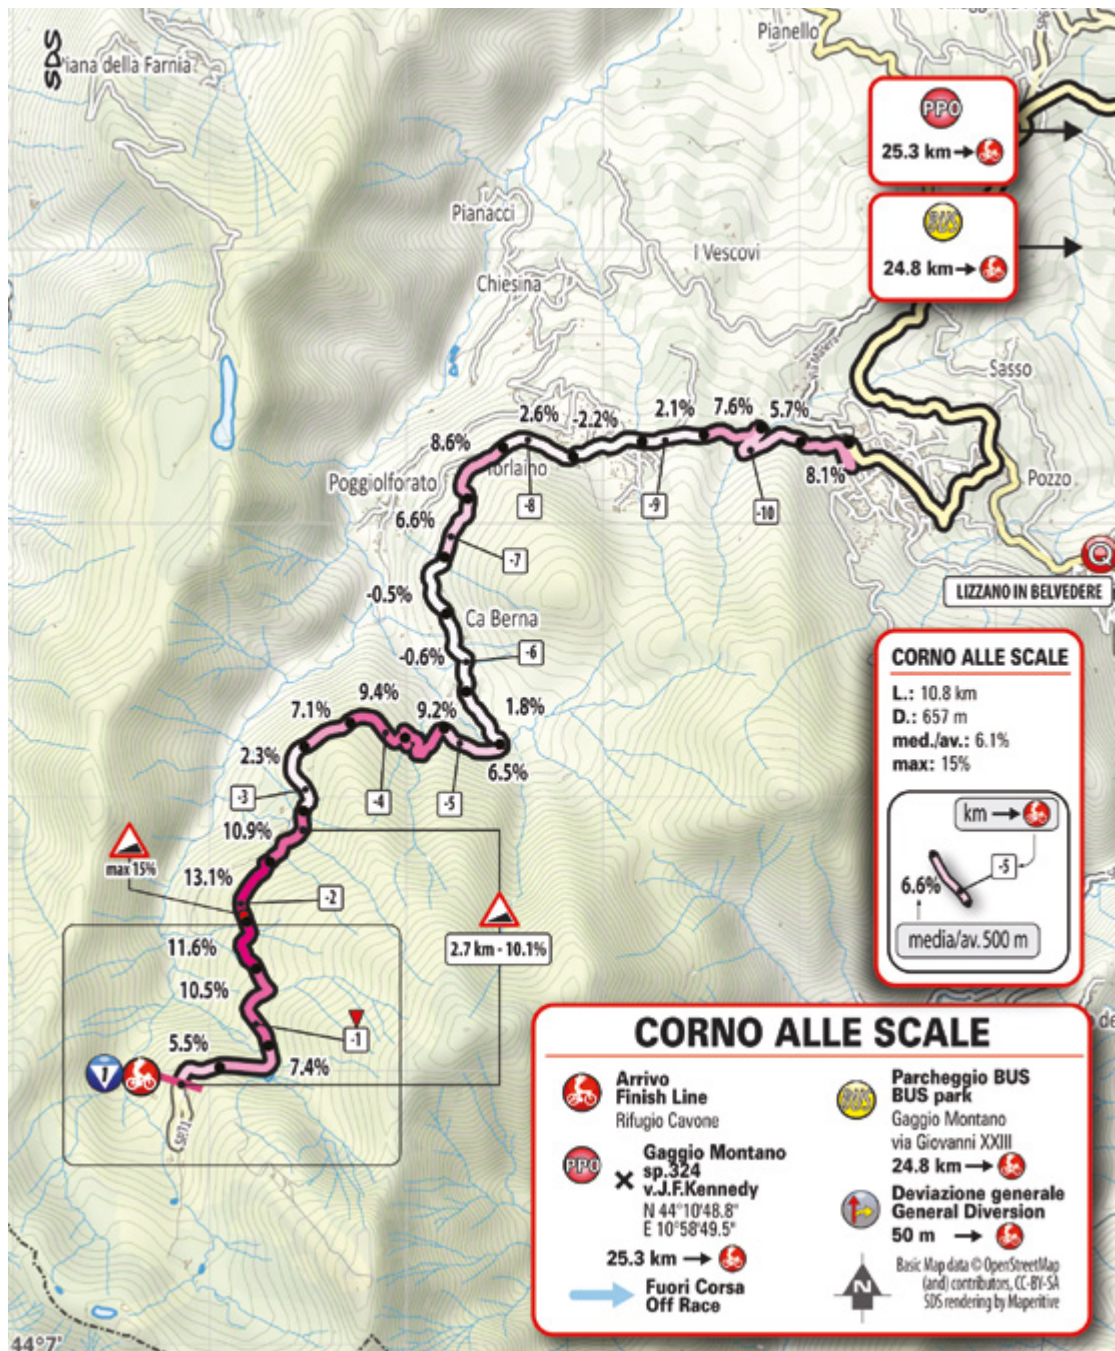 SDS
Piana della Farnia
Pianello
PPO
25.3 km
BUS
24.8 km
Pianacci
I Vescovi
Chiesina
via Masera
Sasso
2.6%
-2.2%
2.1%
7.6%
5.7%
8.6%
8.1%
Poggiolforato
-8
-9
-10
Pozzo
6.6%
-7
Q
LIZZANO IN BELVEDERE
-0.5%
Ca Berna
-0.6%
-6
1.8%
9.4%
9.2%
7.1%
2.3%
6.5%
-3
-4
-5
CORNO ALLE SCALE
L.: 10.8 km
D.: 657 m
med./av.: 6.1%
max: 15%
km
-5
6.6%
media/av. 500 m
10.9%
max 15%
13.1%
-2
2.7 km - 10.1%
11.6%
10.5%
-1
5.5%
7.4%
1
SP71
CORNO ALLE SCALE
Arrivo
Finish Line
Rifugio Cavone
PPO
Gaggio Montano
sp.324
v.J.F.Kennedy
N 44°10'48.8"
E 10°58'49.5"
25.3 km
Fuori Corsa
Off Race
BUS
Parcheggio BUS
BUS park
Gaggio Montano
via Giovanni XXIII
24.8 km
Deviazione generale
General Diversion
50 m
N
Basic Map data © OpenStreetMap
(and) contributors, CC-BY-SA
SDS rendering by Maperitive
44°7'